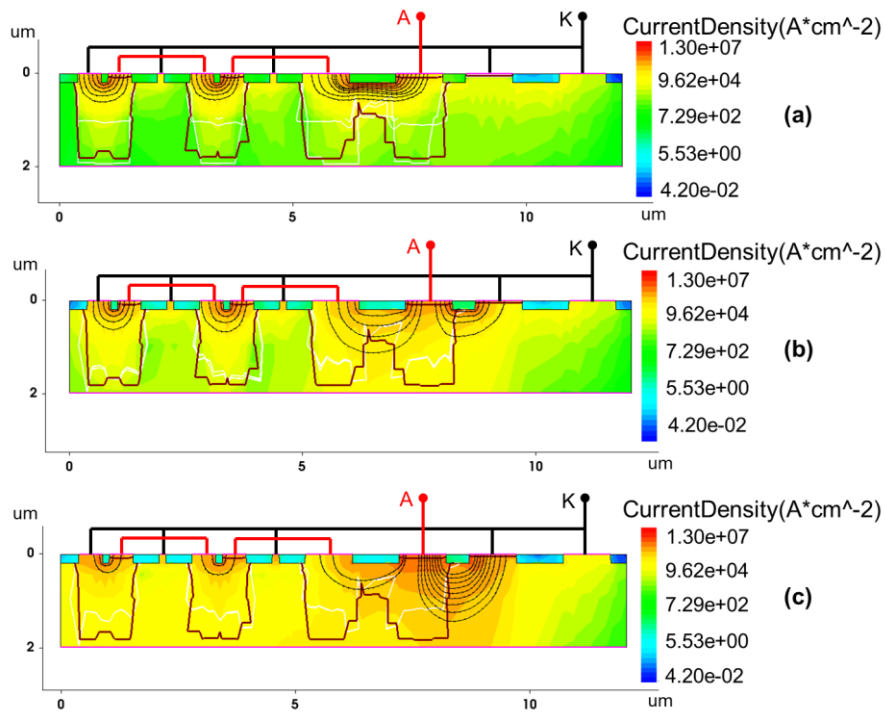 A K CurrentDensity(A*cm^-2)
um
1.30e+07
0 9.62e+04
7.29e+02 (a)
5.53e+00
2 4.20e-02
0 5 10
um
A K CurrentDensity(A*cm^-2)
um
1.30e+07
0 9.62e+04
7.29e+02 (b)
5.53e+00
2 4.20e-02
0 5 10
um
A K CurrentDensity(A*cm^-2)
um
1.30e+07
0 9.62e+04
7.29e+02 (c)
5.53e+00
2 4.20e-02
0 5 10
um